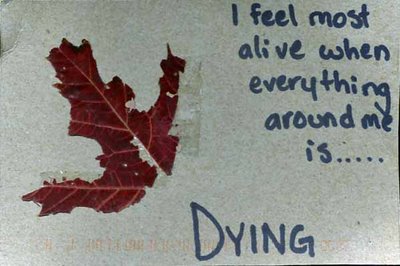 I feel most
alive when
everything
around me
is.....
DYING